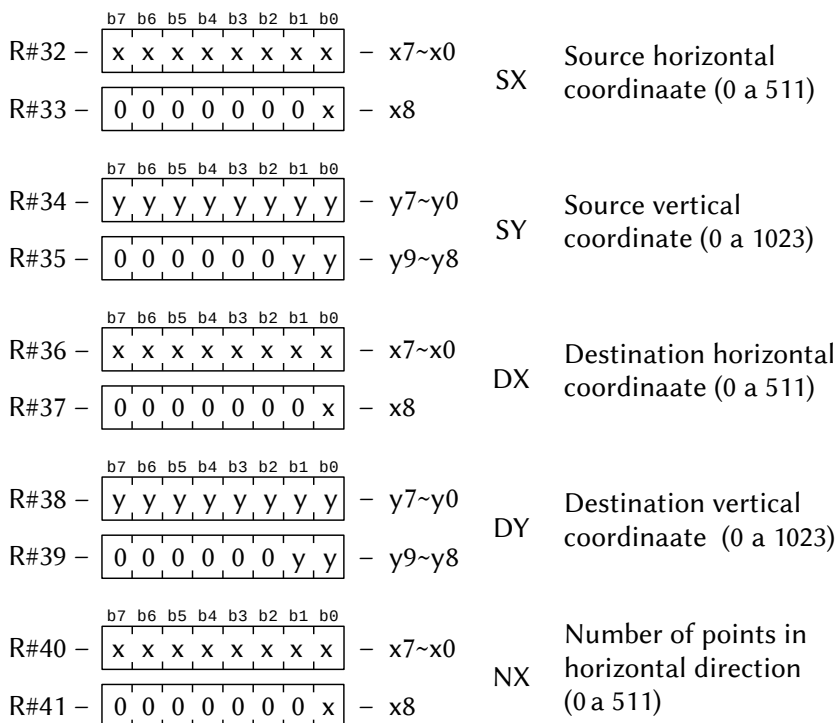 b7 b6 b5 b4 b3 b2 b1 b0
R#32 – x x x x x x x x – x7~x0
R#33 – 0 0 0 0 0 0 0 x – x8
SX
Source horizontal
coordinaate (0 a 511)
b7 b6 b5 b4 b3 b2 b1 b0
R#34 – y y y y y y y y – y7~y0
R#35 – 0 0 0 0 0 0 y y – y9~y8
SY
Source vertical
coordinate (0 a 1023)
b7 b6 b5 b4 b3 b2 b1 b0
R#36 – x x x x x x x x – x7~x0
R#37 – 0 0 0 0 0 0 0 x – x8
DX
Destination horizontal
coordinaate (0 a 511)
b7 b6 b5 b4 b3 b2 b1 b0
R#38 – y y y y y y y y – y7~y0
R#39 – 0 0 0 0 0 0 y y – y9~y8
DY
Destination vertical
coordinaate (0 a 1023)
b7 b6 b5 b4 b3 b2 b1 b0
R#40 – x x x x x x x x – x7~x0
R#41 – 0 0 0 0 0 0 0 x – x8
NX
Number of points in
horizontal direction
(0 a 511)